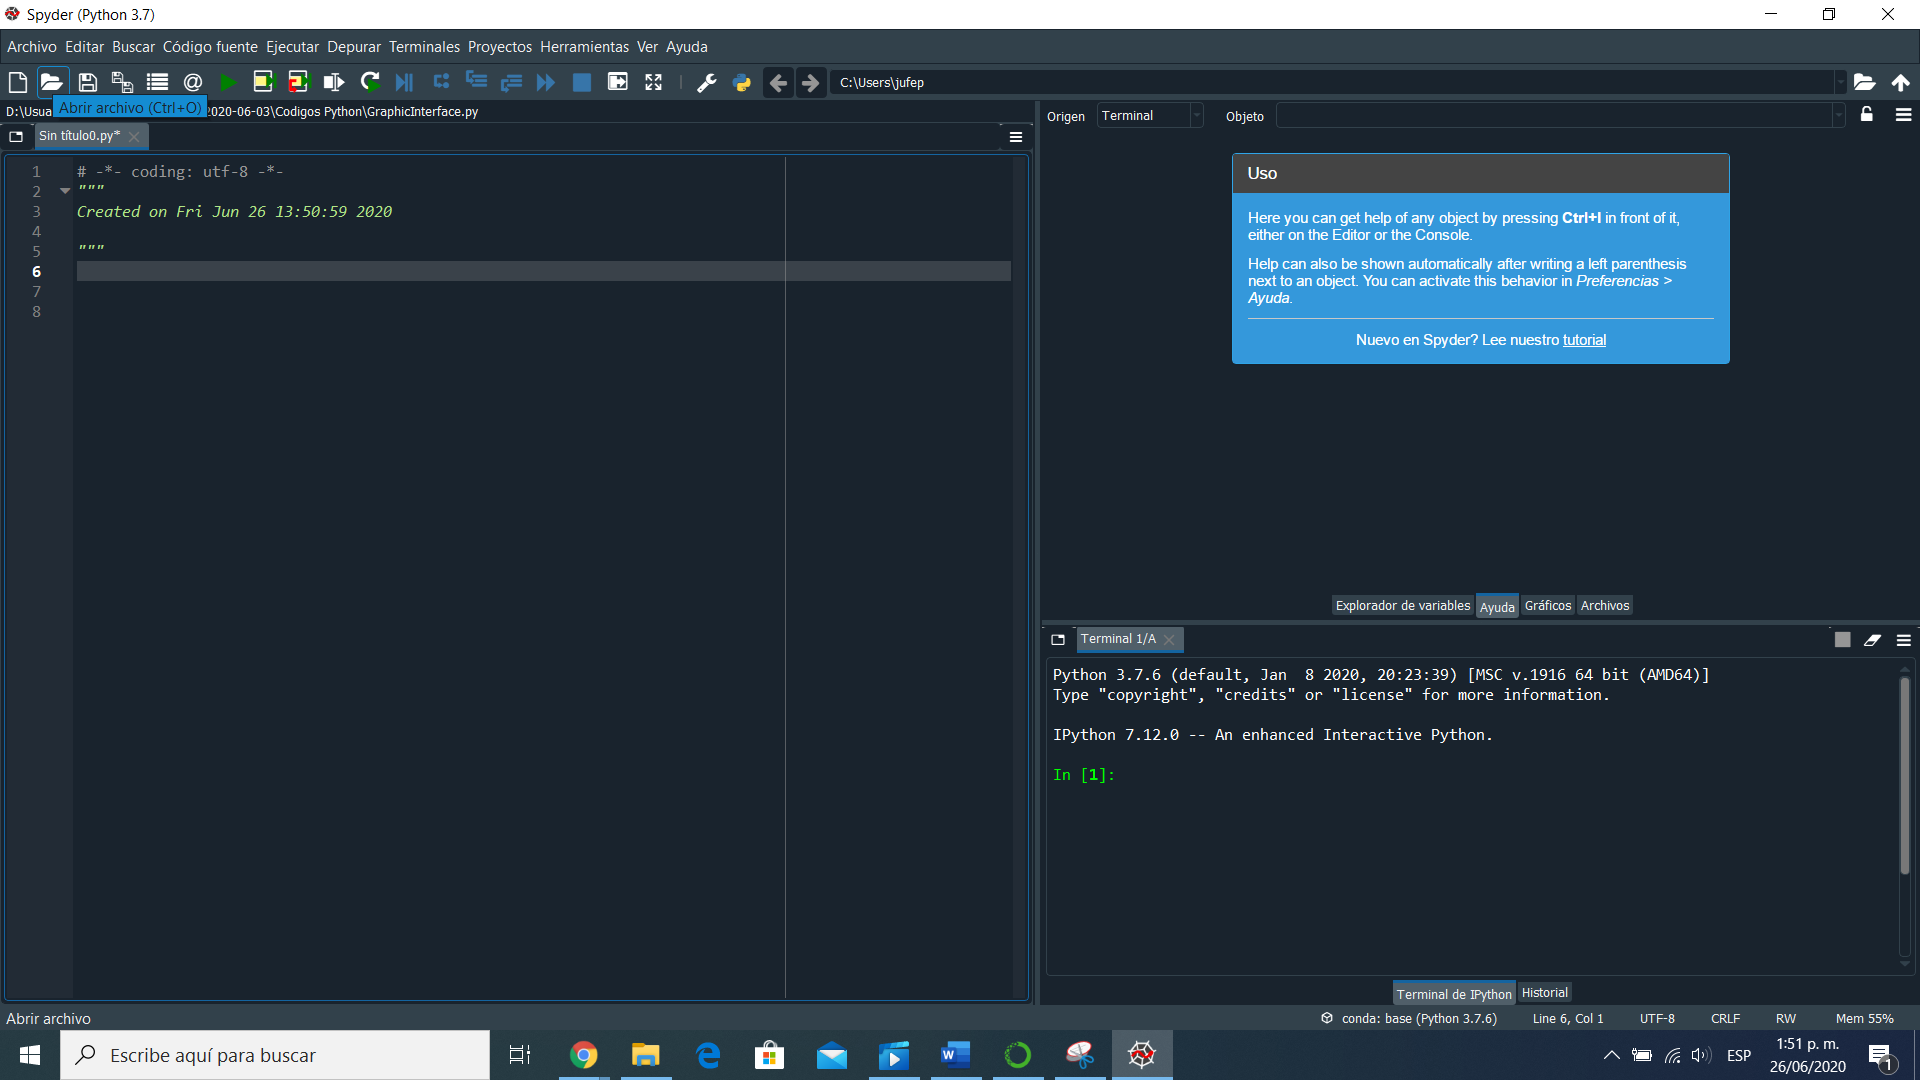 Spyder (Python 3.7)
Archivo Editar Buscar Código fuente Ejecutar Depurar Terminales Proyectos Herramientas Ver Ayuda
C:\Users\jufep
Abrir archivo (Ctrl+O)
D:\Usua 2020-06-03\Codigos Python\GraphicInterface.py
Sin título0.py*
1 # -*- coding: utf-8 -*-
2 """
3 Created on Fri Jun 26 13:50:59 2020
4
5 """
6
7
8
Origen Terminal Objeto
Uso
Here you can get help of any object by pressing Ctrl+I in front of it,
either on the Editor or the Console.
Help can also be shown automatically after writing a left parenthesis
next to an object. You can activate this behavior in Preferencias >
Ayuda.
Nuevo en Spyder? Lee nuestro tutorial
Explorador de variables Ayuda Gráficos Archivos
Terminal 1/A
Python 3.7.6 (default, Jan  8 2020, 20:23:39) [MSC v.1916 64 bit (AMD64)]
Type "copyright", "credits" or "license" for more information.
IPython 7.12.0 -- An enhanced Interactive Python.
In [1]:
Terminal de IPython Historial
Abrir archivo
conda: base (Python 3.7.6) Line 6, Col 1 UTF-8 CRLF RW Mem 55%
Escribe aquí para buscar
ESP
1:51 p. m.
26/06/2020
1